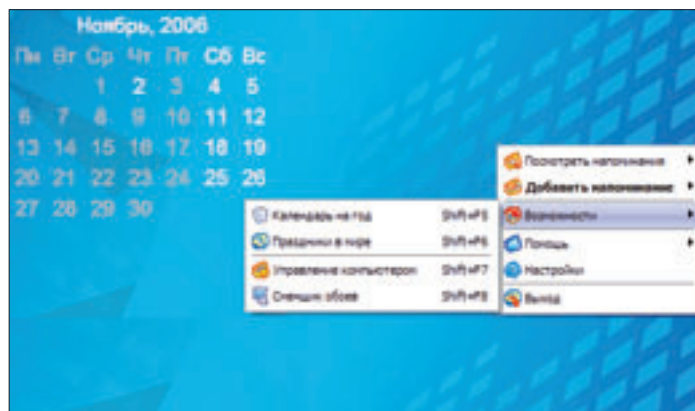 Ноябрь, 2006
Пн Вт Ср Чт Пт Сб Вс
1 2 3 4 5
6 7 8 9 10 11 12
13 14 15 16 17 18 19
20 21 22 23 24 25 26
27 28 29 30
Посмотреть напоминания
Добавить напоминание
Возможности
Помощь
Настройки
Выход
Календарь на год Shift+F5
Праздники в мире Shift+F6
Управление компьютером Shift+F7
Сменщик обоев Shift+F8